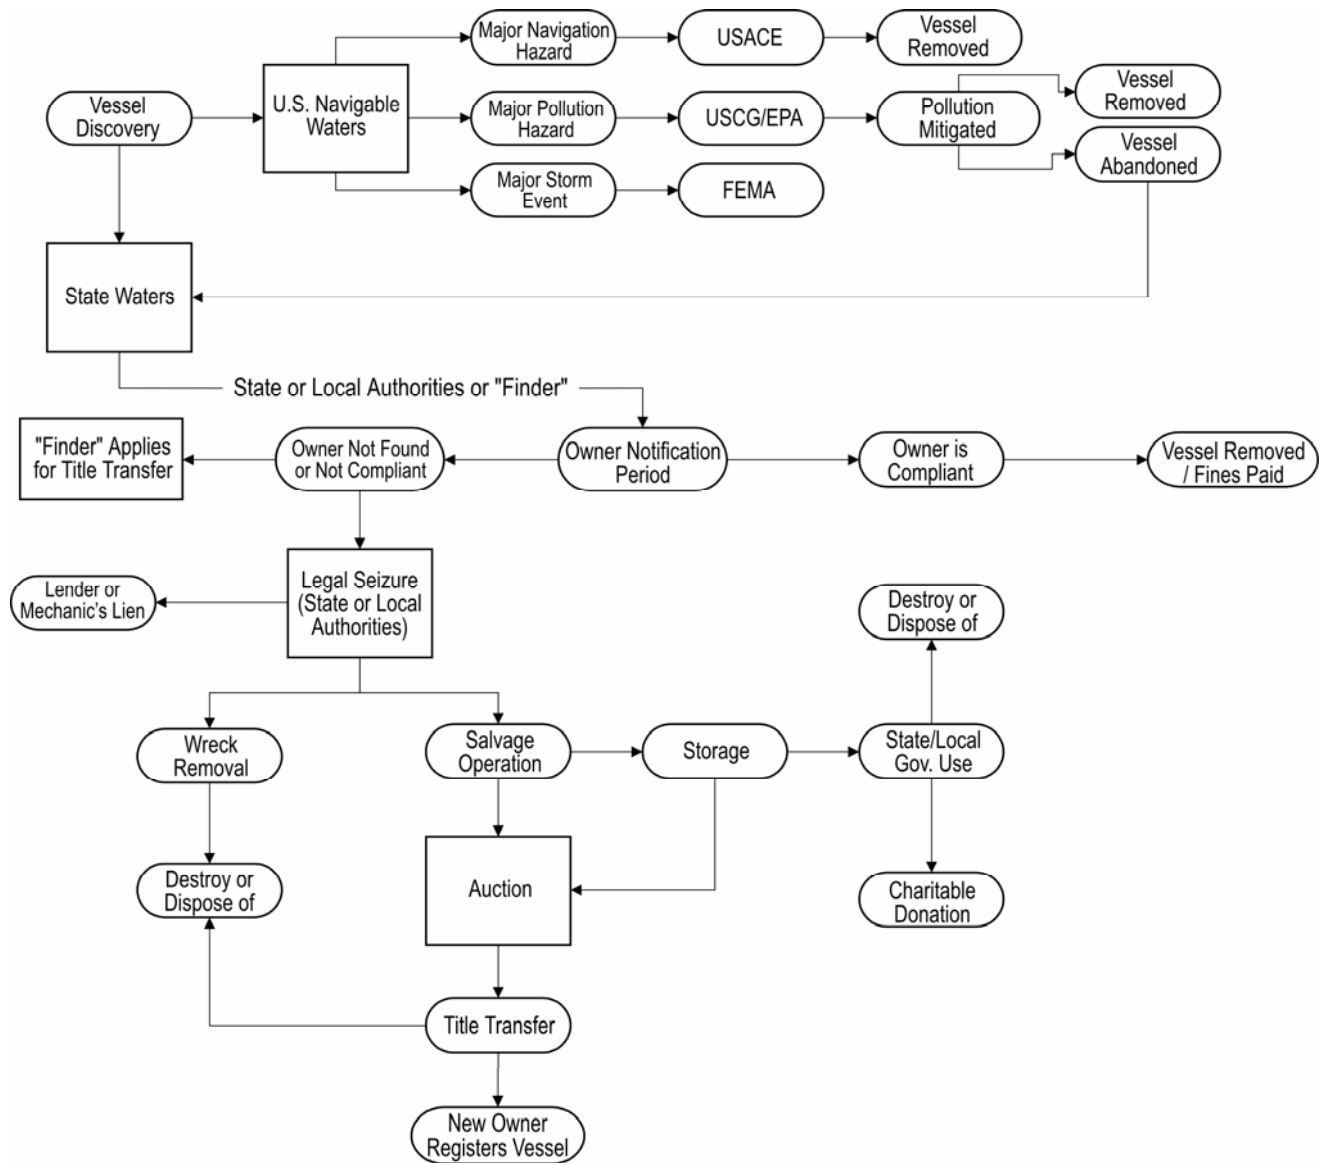 Major Navigation
Hazard
USACE
Vessel
Removed
Vessel
Discovery
U.S. Navigable
Waters
Major Pollution
Hazard
USCG/EPA
Pollution
Mitigated
Vessel
Removed
Vessel
Abandoned
Major Storm
Event
FEMA
State Waters
State or Local Authorities or "Finder"
"Finder" Applies
for Title Transfer
Owner Not Found
or Not Compliant
Owner Notification
Period
Owner is
Compliant
Vessel Removed
/ Fines Paid
Lender or
Mechanic's Lien
Legal Seizure
(State or Local
Authorities)
Destroy or
Dispose of
Wreck
Removal
Salvage
Operation
Storage
State/Local
Gov. Use
Destroy or
Dispose of
Auction
Charitable
Donation
Title Transfer
New Owner
Registers Vessel